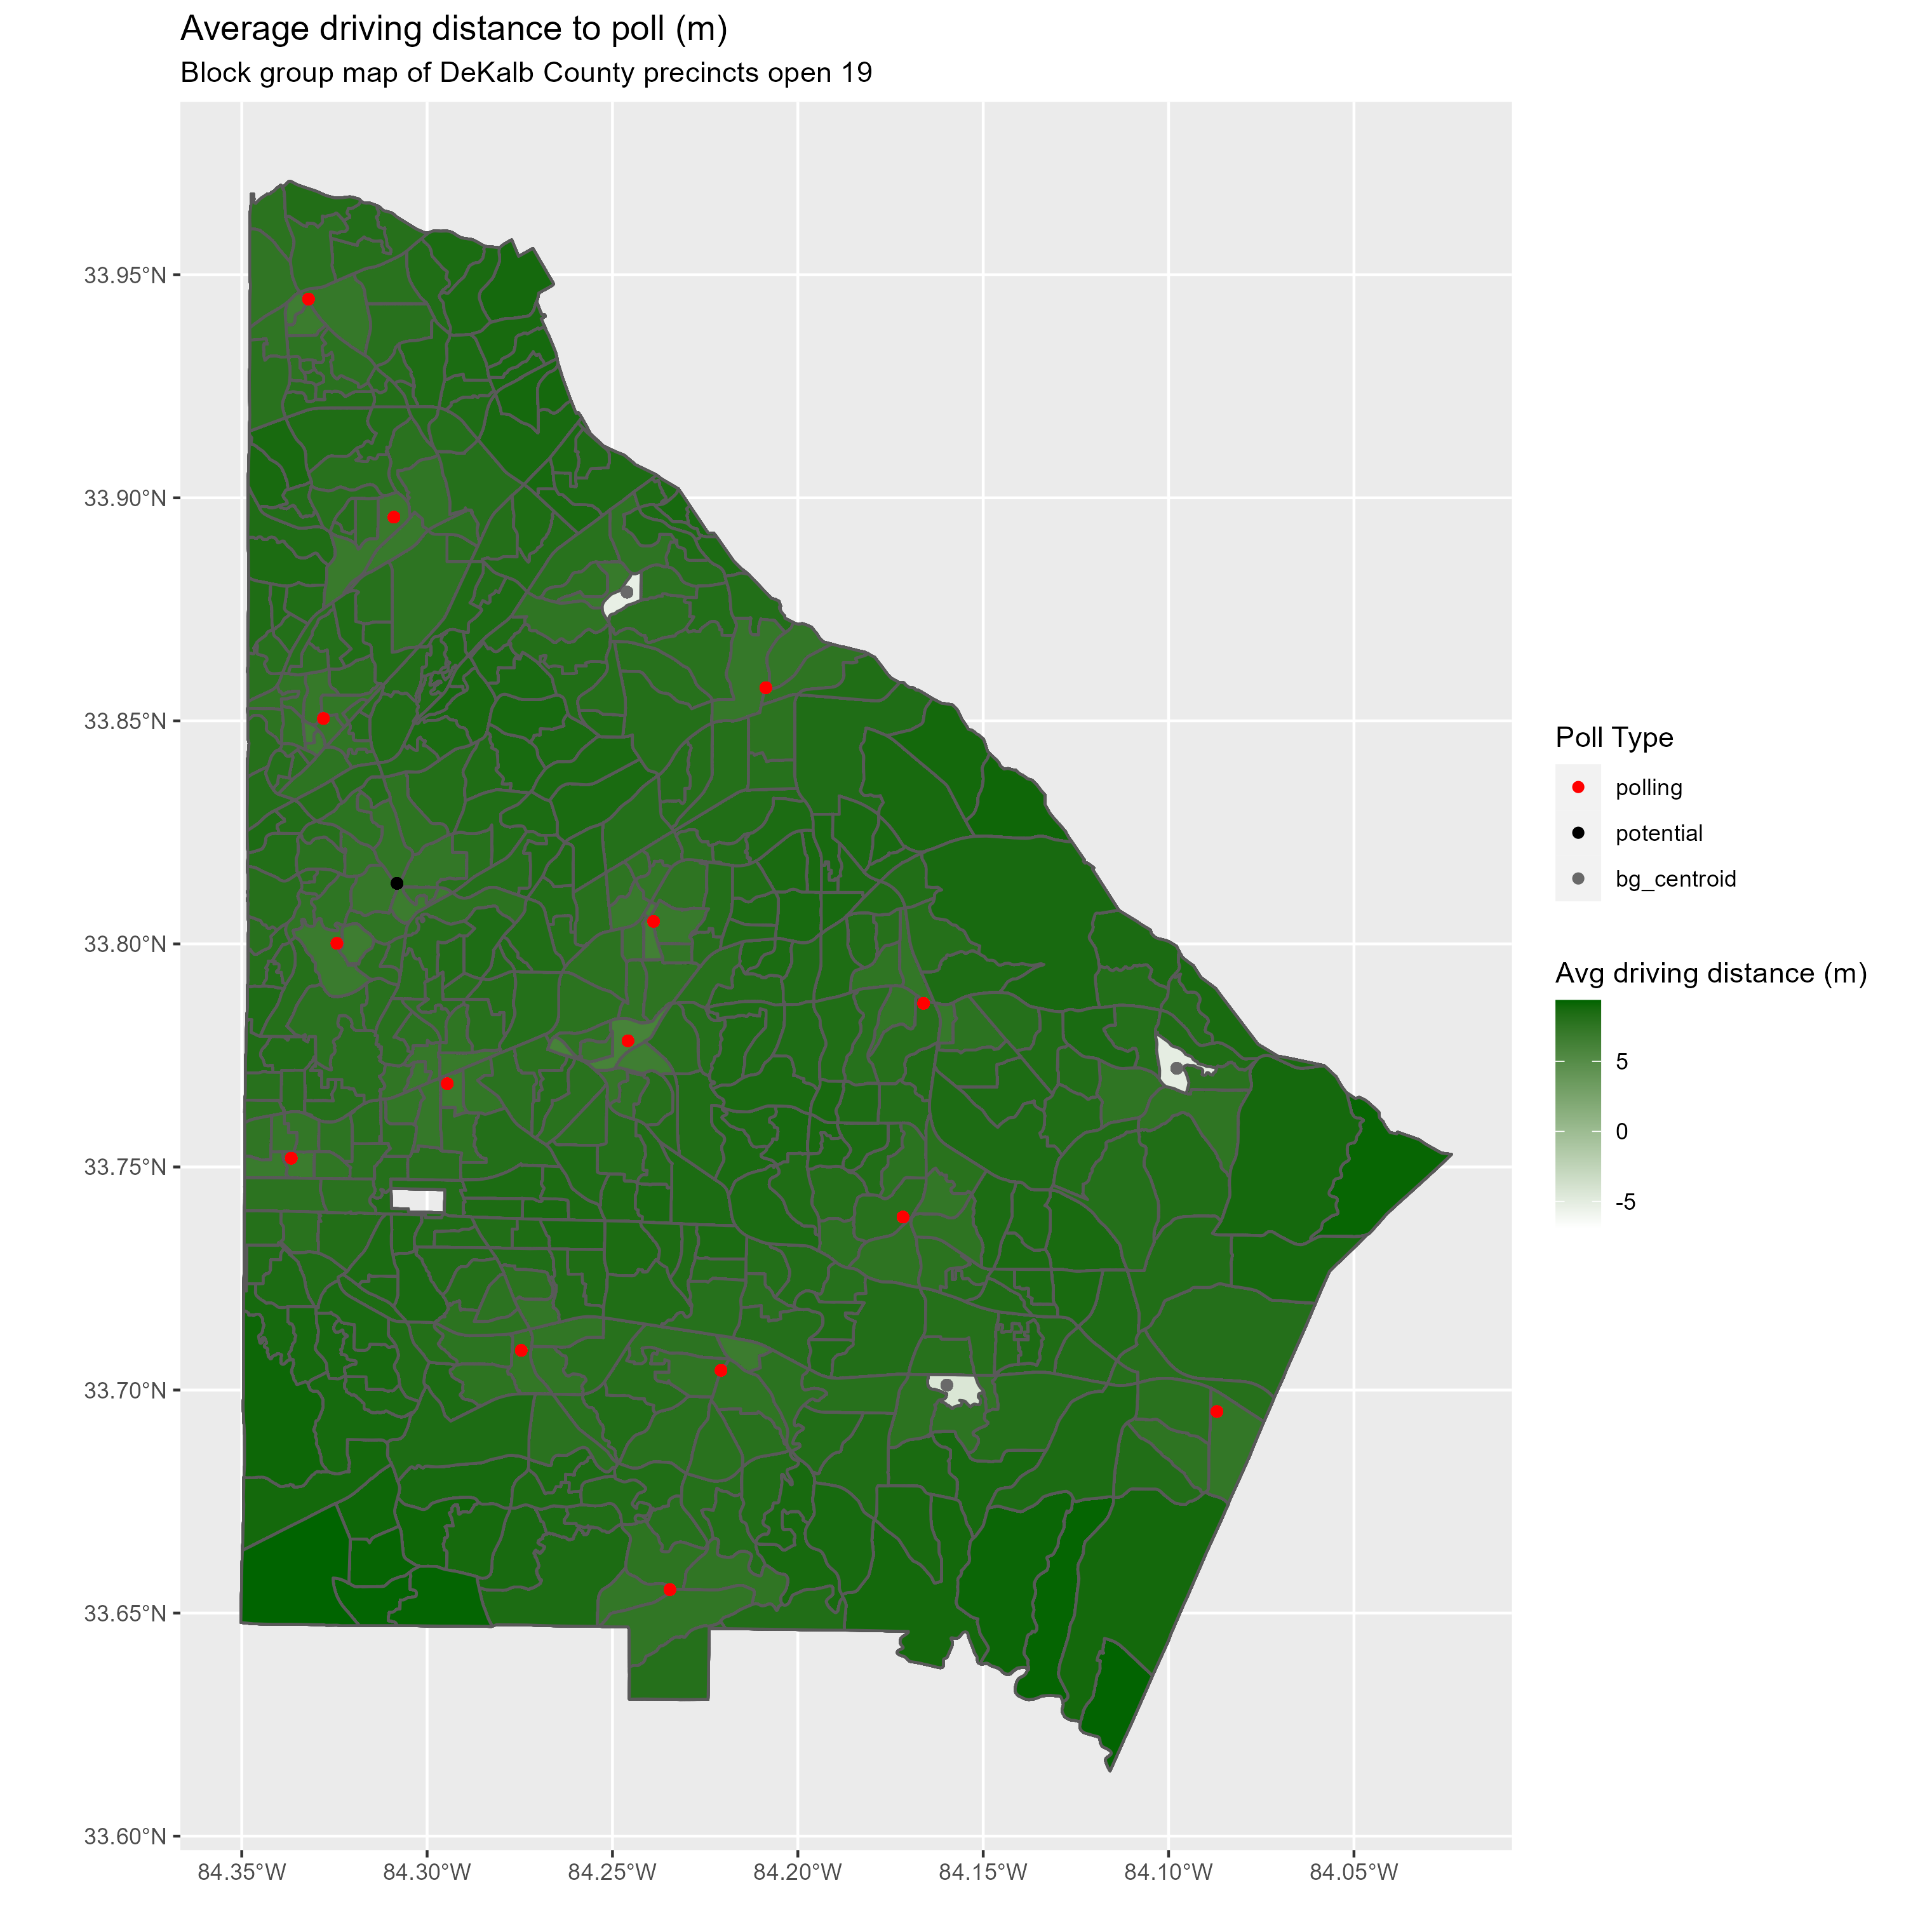 Average driving distance to poll (m)
Block group map of DeKalb County precincts open 19
33.95°N
33.90°N
33.85°N
33.80°N
33.75°N
33.70°N
33.65°N
33.60°N
84.35°W
84.30°W
84.25°W
84.20°W
84.15°W
84.10°W
84.05°W
Poll Type
polling
potential
bg_centroid
Avg driving distance (m)
5
0
-5